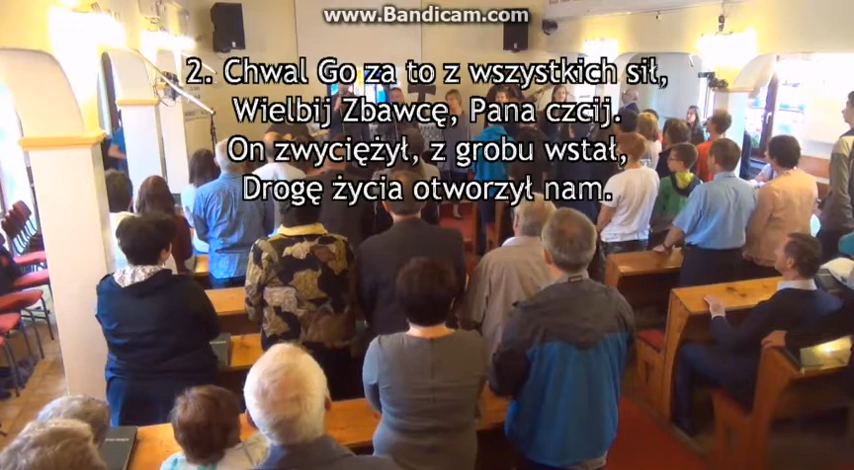 www.Bandicam.com
2. Chwal Go za to z wszystkich sił,
Wielbij Zbawcę, Pana czcij.
On zwyciężył, z grobu wstał,
Drogę życia otworzył nam.